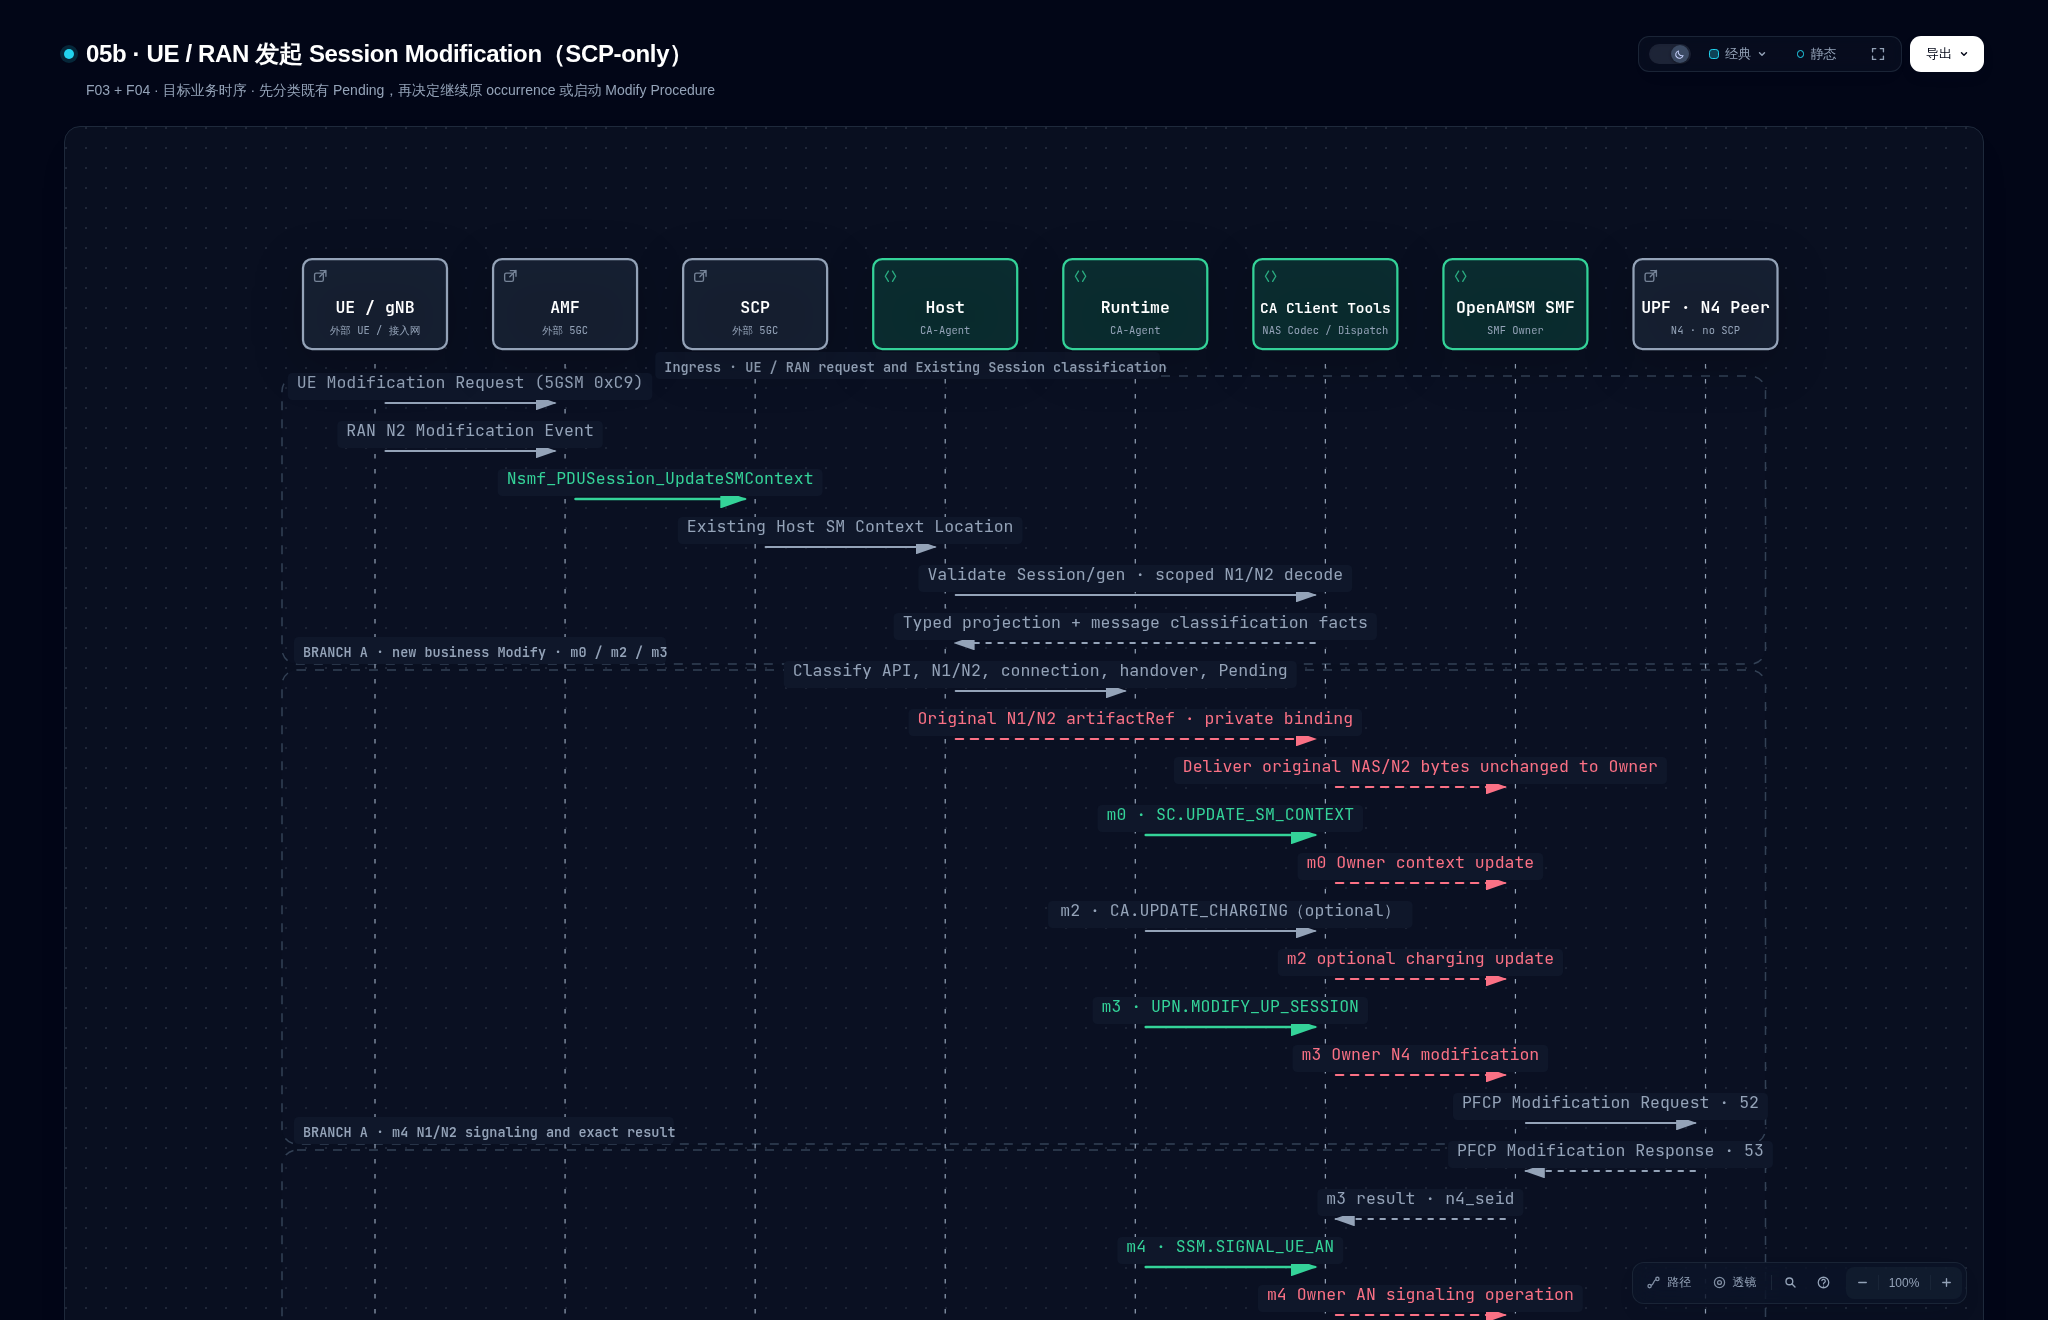 05b · UE / RAN 发起 Session Modification（SCP-only）
F03 + F04 · 目标业务时序 · 先分类既有 Pending，再决定继续原 occurrence 或启动 Modify Procedure
经典
静态
导出
UE / gNB
外部 UE / 接入网
AMF
外部 5GC
SCP
外部 5GC
Host
CA-Agent
Runtime
CA-Agent
CA Client Tools
NAS Codec / Dispatch
OpenAMSM SMF
SMF Owner
UPF · N4 Peer
N4 · no SCP
Ingress · UE / RAN request and Existing Session classification
UE Modification Request (5GSM 0xC9)
RAN N2 Modification Event
Nsmf_PDUSession_UpdateSMContext
Existing Host SM Context Location
Validate Session/gen · scoped N1/N2 decode
Typed projection + message classification facts
BRANCH A · new business Modify · m0 / m2 / m3
Classify API, N1/N2, connection, handover, Pending
Original N1/N2 artifactRef · private binding
Deliver original NAS/N2 bytes unchanged to Owner
m0 · SC.UPDATE_SM_CONTEXT
m0 Owner context update
m2 · CA.UPDATE_CHARGING（optional）
m2 optional charging update
m3 · UPN.MODIFY_UP_SESSION
m3 Owner N4 modification
PFCP Modification Request · 52
BRANCH A · m4 N1/N2 signaling and exact result
PFCP Modification Response · 53
m3 result · n4_seid
m4 · SSM.SIGNAL_UE_AN
m4 Owner AN signaling operation
路径
透镜
100%